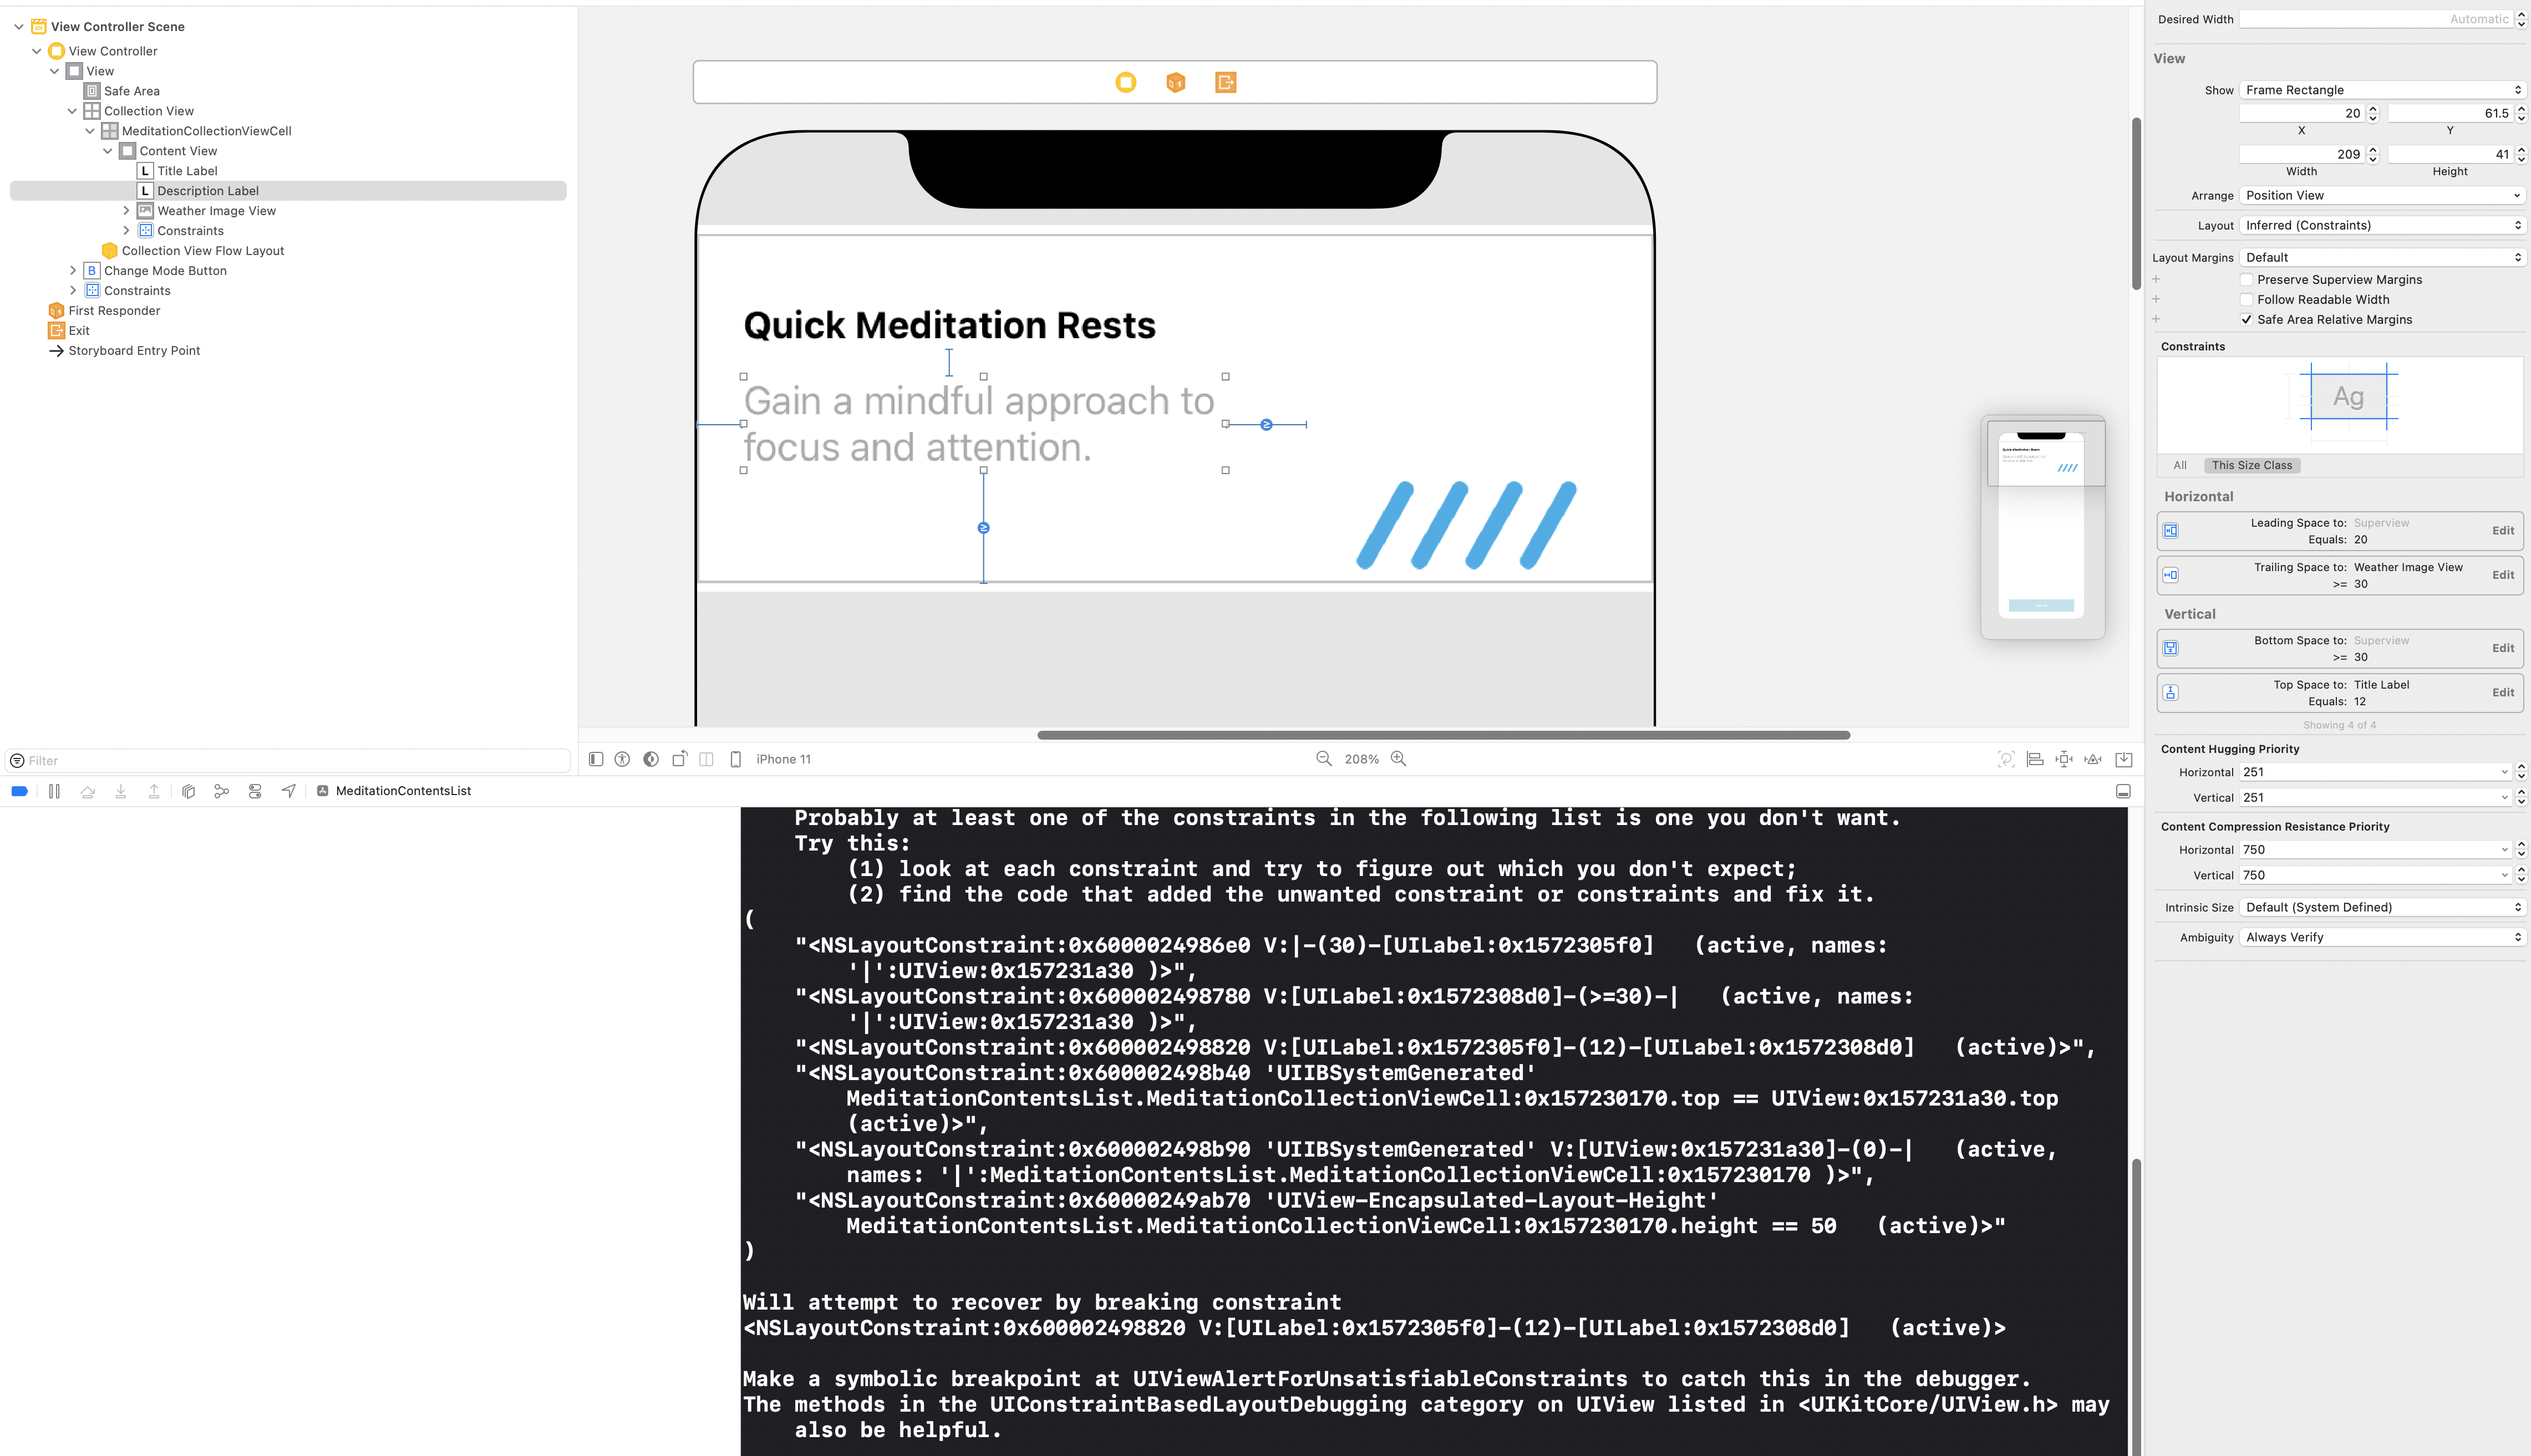 View Controller Scene
View Controller
View
Safe Area
Collection View
MeditationCollectionViewCell
Content View
L Title Label
L Description Label
Weather Image View
Constraints
Collection View Flow Layout
B Change Mode Button
Constraints
First Responder
Exit
Storyboard Entry Point
Filter
Quick Meditation Rests
Gain a mindful approach to
focus and attention.
iPhone 11
208%
Desired Width Automatic
View
Show Frame Rectangle
20 61.5
X Y
209 41
Width Height
Arrange Position View
Layout Inferred (Constraints)
Layout Margins Default
Preserve Superview Margins
Follow Readable Width
Safe Area Relative Margins
Constraints
Ag
All This Size Class
Horizontal
Leading Space to: Superview
Equals: 20
Edit
Trailing Space to: Weather Image View
>= 30
Edit
Vertical
Bottom Space to: Superview
>= 30
Edit
Top Space to: Title Label
Equals: 12
Edit
Showing 4 of 4
Content Hugging Priority
Horizontal 251
Vertical 251
Content Compression Resistance Priority
Horizontal 750
Vertical 750
Intrinsic Size Default (System Defined)
Ambiguity Always Verify
MeditationContentsList
Probably at least one of the constraints in the following list is one you don't want.
Try this:
(1) look at each constraint and try to figure out which you don't expect;
(2) find the code that added the unwanted constraint or constraints and fix it.
(
"<NSLayoutConstraint:0x6000024986e0 V:|-(30)-[UILabel:0x1572305f0]   (active, names:
'|':UIView:0x157231a30 )>",
"<NSLayoutConstraint:0x600002498780 V:[UILabel:0x1572308d0]-(>=30)-|   (active, names:
'|':UIView:0x157231a30 )>",
"<NSLayoutConstraint:0x600002498820 V:[UILabel:0x1572305f0]-(12)-[UILabel:0x1572308d0]   (active)>",
"<NSLayoutConstraint:0x600002498b40 'UIIBSystemGenerated'
MeditationContentsList.MeditationCollectionViewCell:0x157230170.top == UIView:0x157231a30.top
(active)>",
"<NSLayoutConstraint:0x600002498b90 'UIIBSystemGenerated' V:[UIView:0x157231a30]-(0)-|   (active,
names: '|':MeditationContentsList.MeditationCollectionViewCell:0x157230170 )>",
"<NSLayoutConstraint:0x60000249ab70 'UIView-Encapsulated-Layout-Height'
MeditationContentsList.MeditationCollectionViewCell:0x157230170.height == 50   (active)>"
)
Will attempt to recover by breaking constraint
<NSLayoutConstraint:0x600002498820 V:[UILabel:0x1572305f0]-(12)-[UILabel:0x1572308d0]   (active)>
Make a symbolic breakpoint at UIViewAlertForUnsatisfiableConstraints to catch this in the debugger.
The methods in the UIConstraintBasedLayoutDebugging category on UIView listed in <UIKitCore/UIView.h> may
also be helpful.